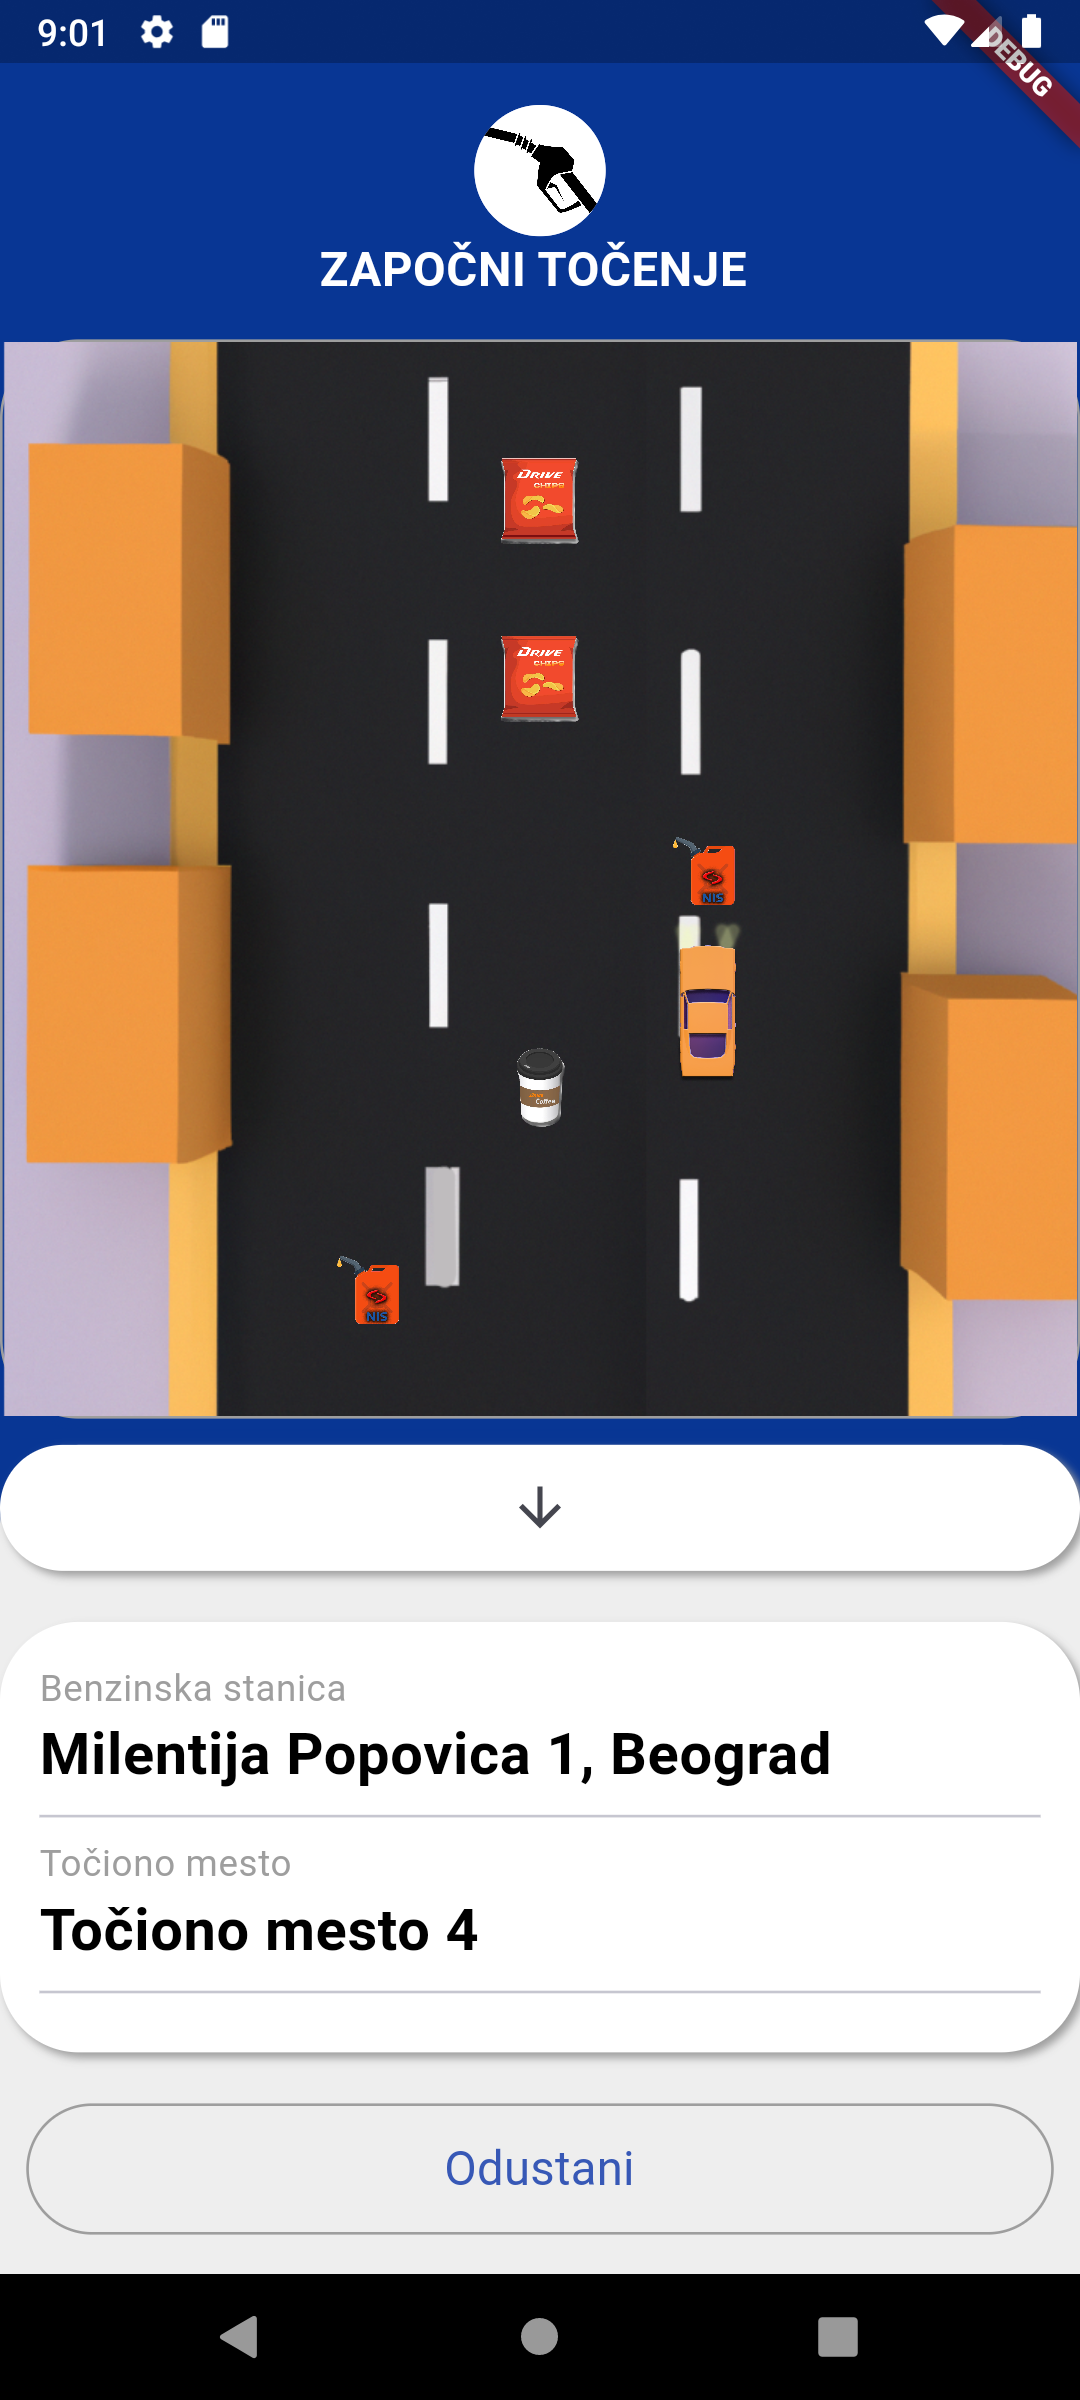 9:01
DEBUG
ZAPOČNI TOČENJE
DRIVE
CHIPS
DRIVE
CHIPS
NIS
Coffee
NIS
Benzinska stanica
Milentija Popovica 1, Beograd
Točiono mesto
Točiono mesto 4
Odustani